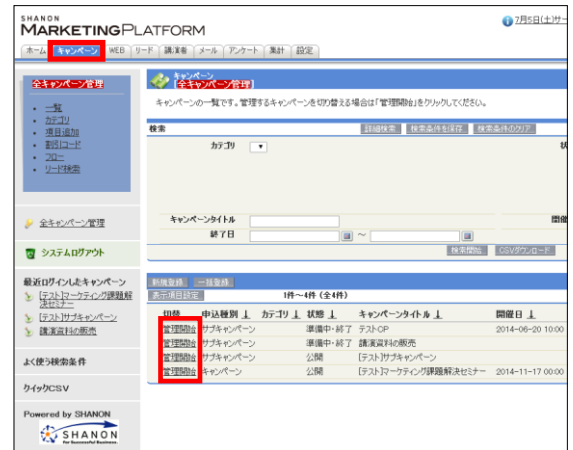 SHANON
MARKETINGPLATFORM
7月5日(土)サー
ホーム キャンペーン WEB リード 講演者 メール アンケート 集計 設定
全キャンペーン管理
・ 一覧
・ カテゴリ
・ 項目追加
・ 割引コード
・ フロー
・ リード検索
全キャンペーン管理
システムログアウト
最近ログインしたキャンペーン
[テスト]マーケティング課題解決セミナー
[テスト]サブキャンペーン
講演資料の販売
よく使う検索条件
クイックCSV
Powered by SHANON
SHANON
For Successful Business.
キャンペーン
[全キャンペーン管理]
キャンペーンの一覧です。管理するキャンペーンを切り替える場合は「管理開始」をクリックしてください。
検索 詳細検索 検索条件を保存 検索条件のクリア
カテゴリ 状
キャンペーンタイトル 開催
終了日 ～
検索開始 CSVダウンロード
新規登録 一括登録
表示項目設定 1件～4件 (全4件)
切替 申込種別 カテゴリ 状態 キャンペーンタイトル 開催日
管理開始 サブキャンペーン 準備中・終了 テストCP 2014-06-20 10:00
管理開始 サブキャンペーン 準備中・終了 講演資料の販売
管理開始 サブキャンペーン 公開 [テスト]サブキャンペーン
管理開始 キャンペーン 公開 [テスト]マーケティング課題解決セミナー 2014-11-17 00:00